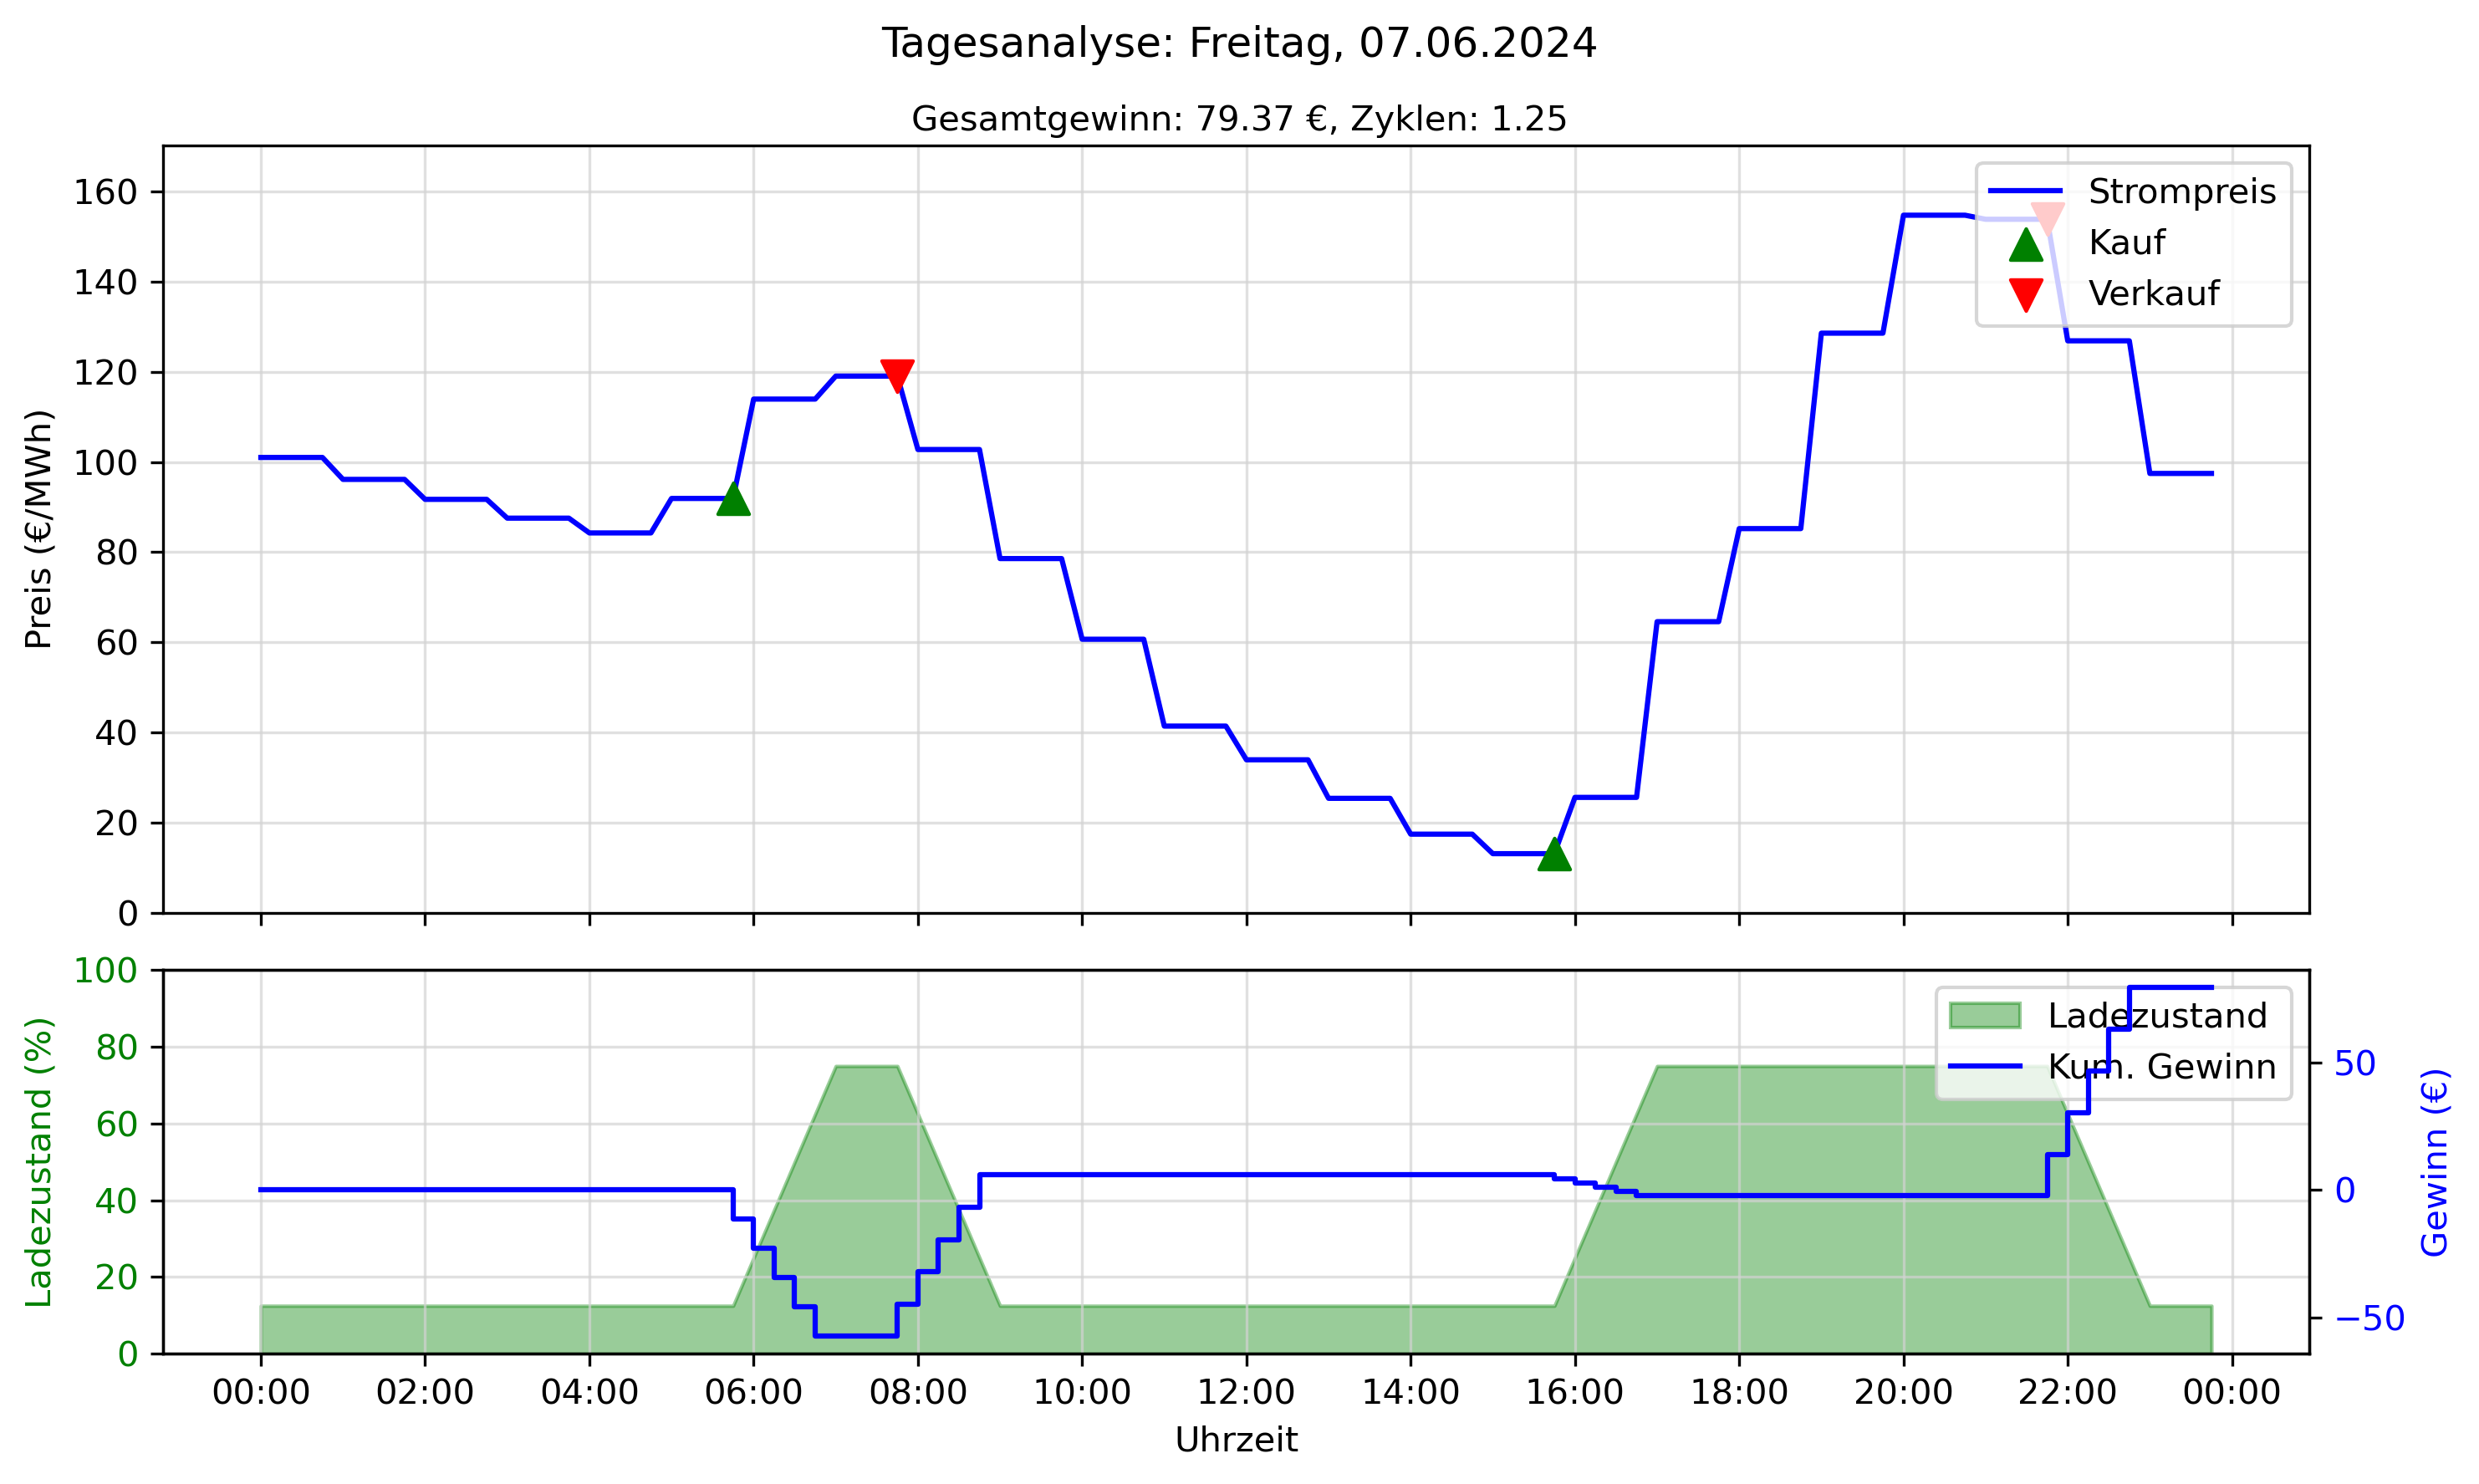 Tagesanalyse: Freitag, 07.06.2024
Gesamtgewinn: 79.37 €, Zyklen: 1.25
Preis (€/MWh)
160
140
120
100
80
60
40
20
0
Strompreis
Kauf
Verkauf
Ladezustand (%)
100
80
60
40
20
0
Ladezustand
Kum. Gewinn
50
0
−50
Gewinn (€)
00:00 02:00 04:00 06:00 08:00 10:00 12:00 14:00 16:00 18:00 20:00 22:00 00:00
Uhrzeit